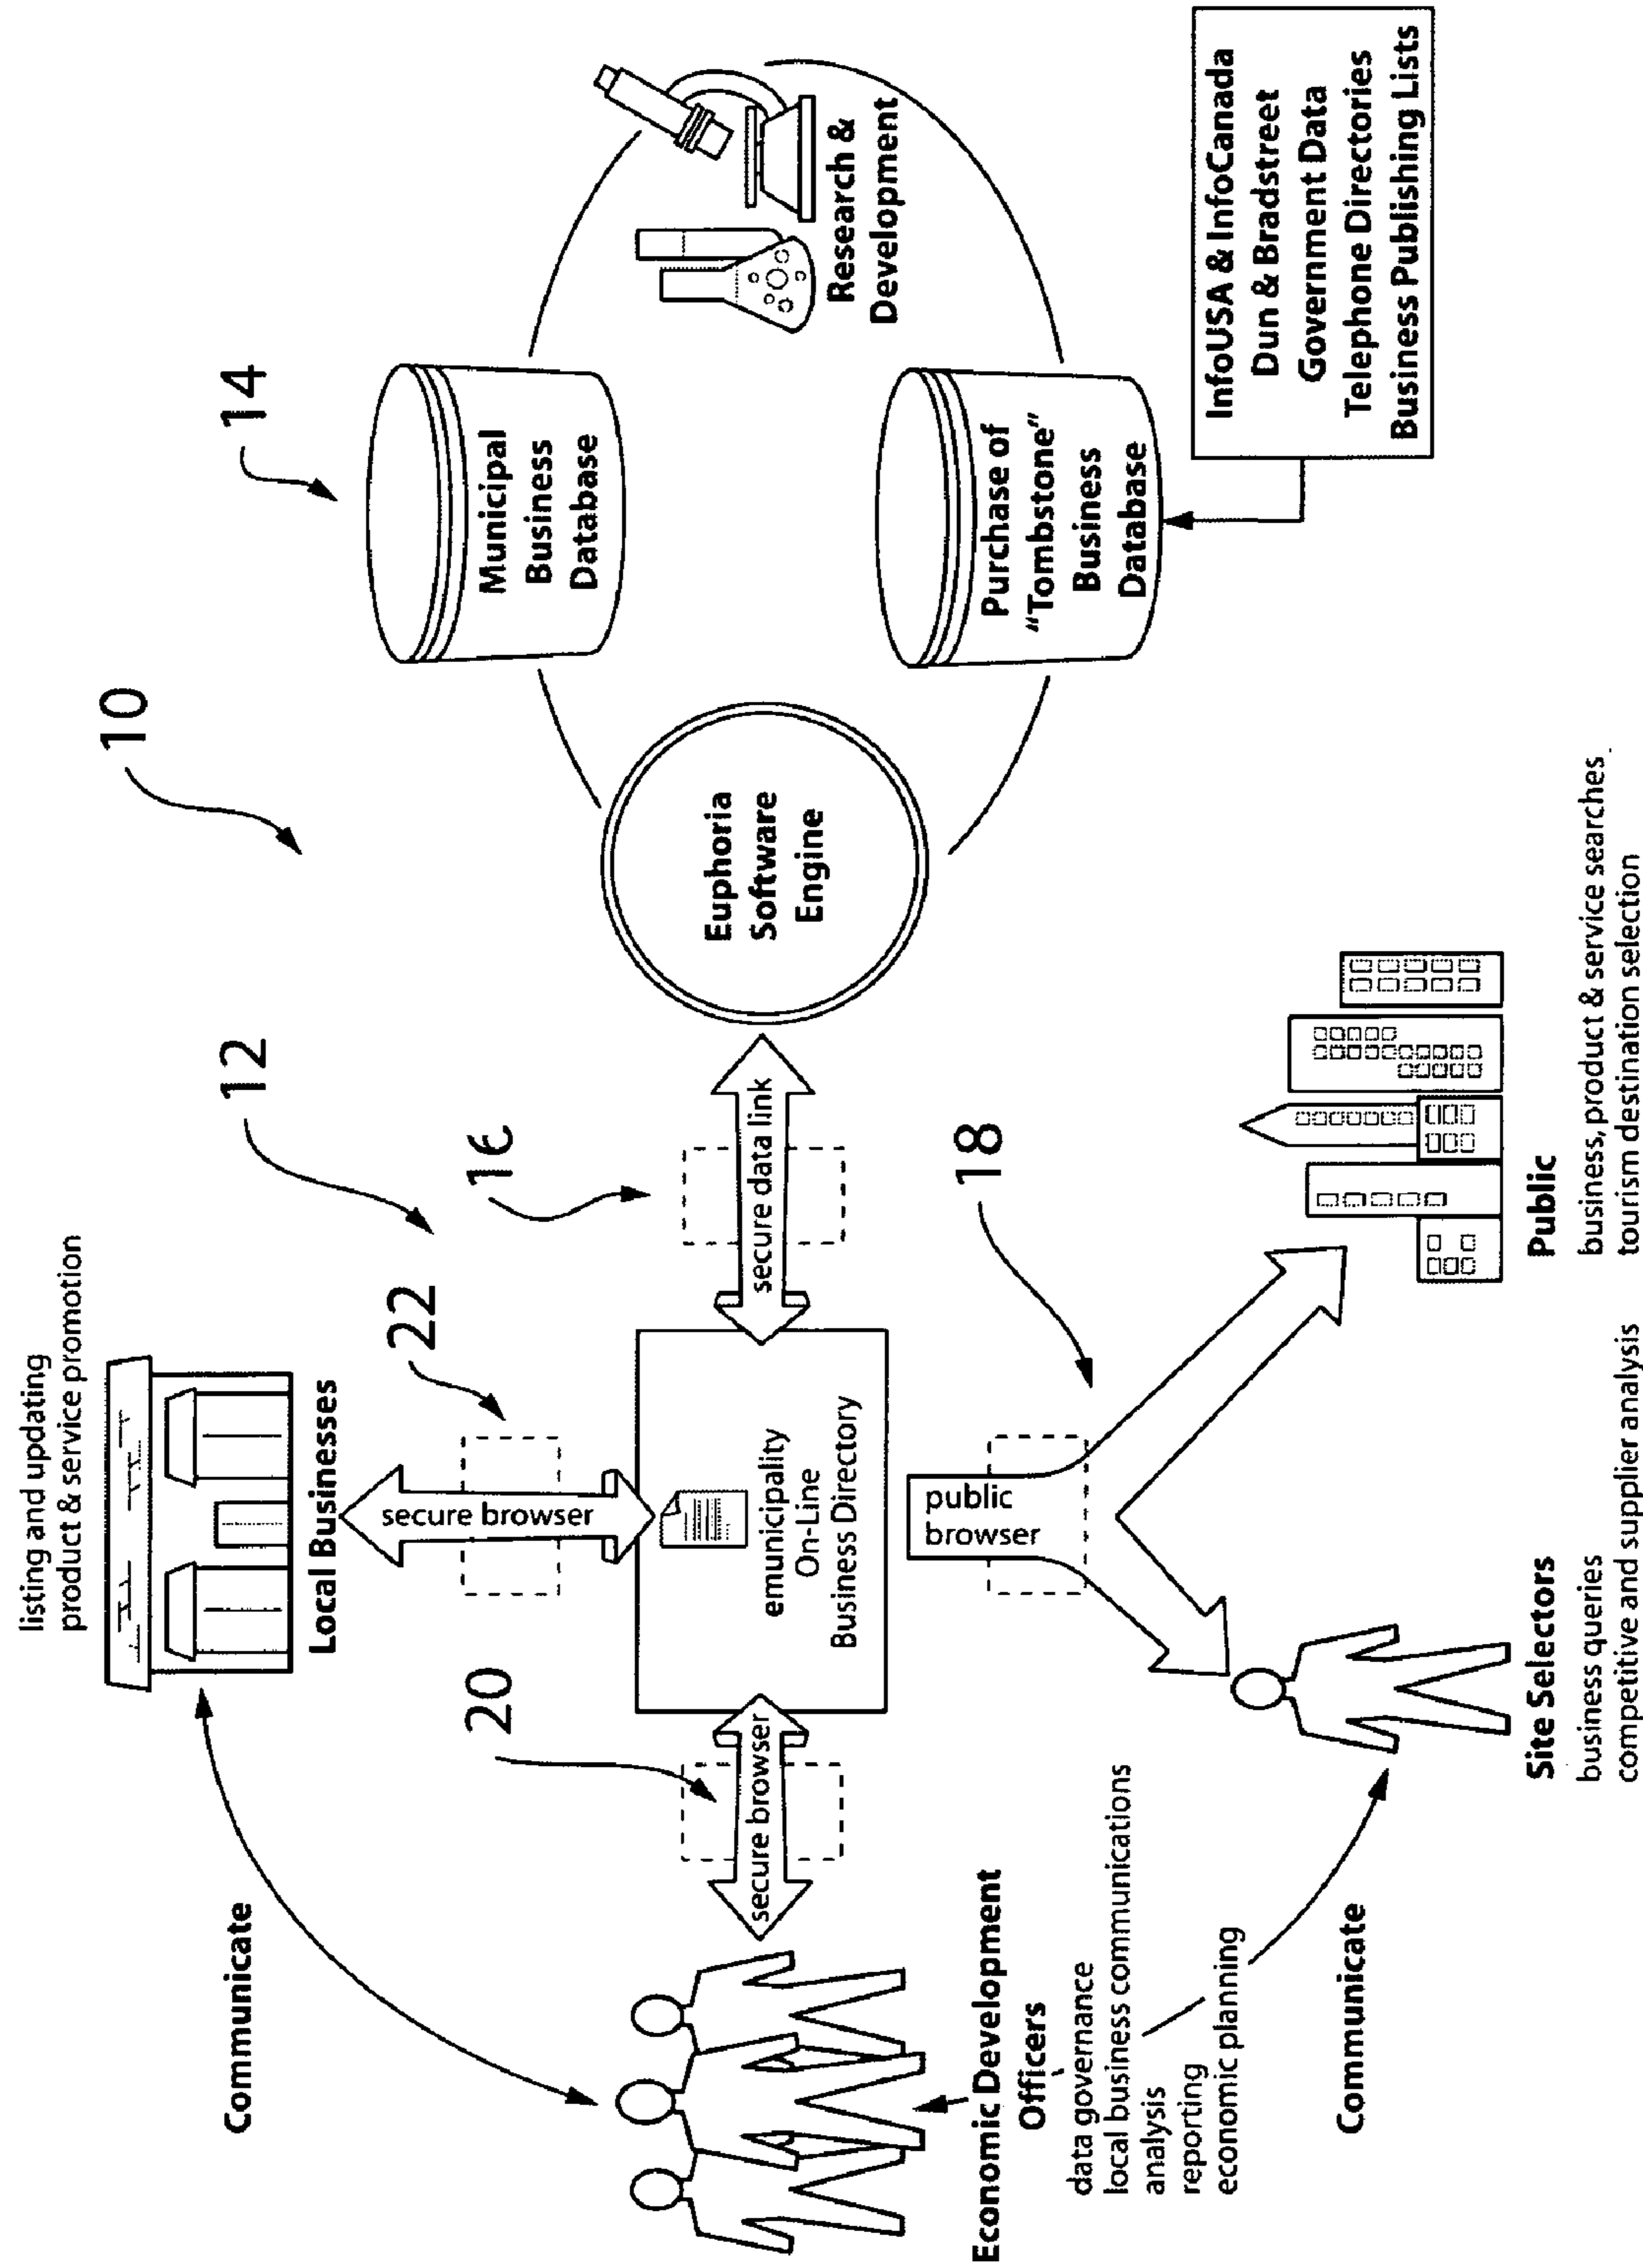 listing and updating
product & service promotion
Local Businesses
Communicate
10
12
14
22
secure browser
20
secure browser
16
secure data link
emunicipality
On-Line
Business Directory
Euphoria
Software
Engine
Municipal
Business
Database
Research &
Development
Purchase of
"Tombstone"
Business
Database
InfoUSA & InfoCanada
Dun & Bradstreet
Government Data
Telephone Directories
Business Publishing Lists
18
public
browser
Economic Development
Officers
data governance
local business communications
analysis
reporting
economic planning
Communicate
Site Selectors
business queries
competitive and supplier analysis
Public
business, product & service searches
tourism destination selection